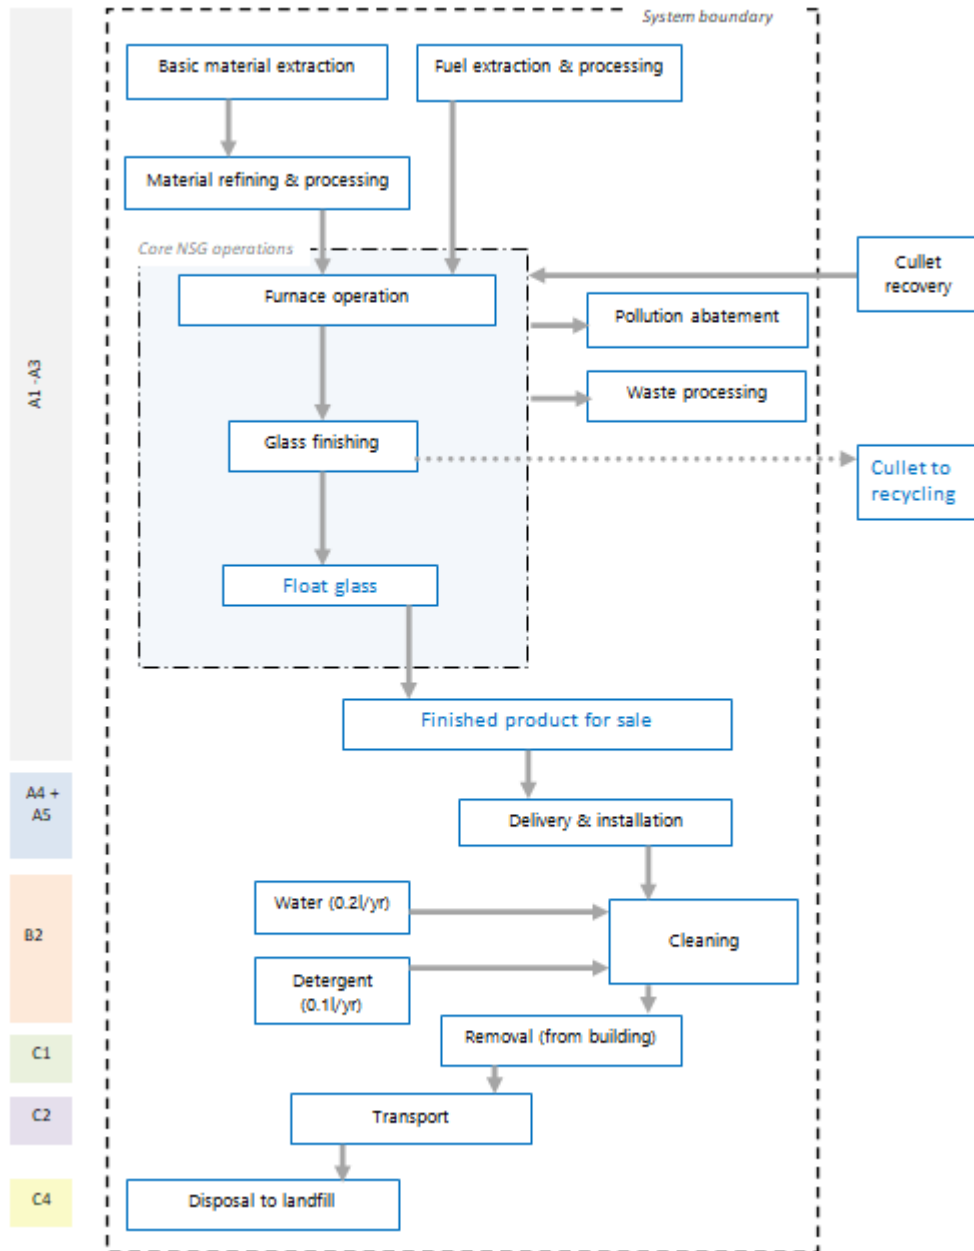 System boundary
Basic material extraction
Fuel extraction & processing
Material refining & processing
Core NSG operations
Furnace operation
Cullet
recovery
Pollution abatement
Waste processing
A1 -A3
Glass finishing
Cullet to
recycling
Float glass
Finished product for sale
A4 +
A5
Delivery & installation
Water (0.2l/yr)
B2
Cleaning
Detergent
(0.1l/yr)
Removal (from building)
C1
C2
Transport
C4
Disposal to landfill